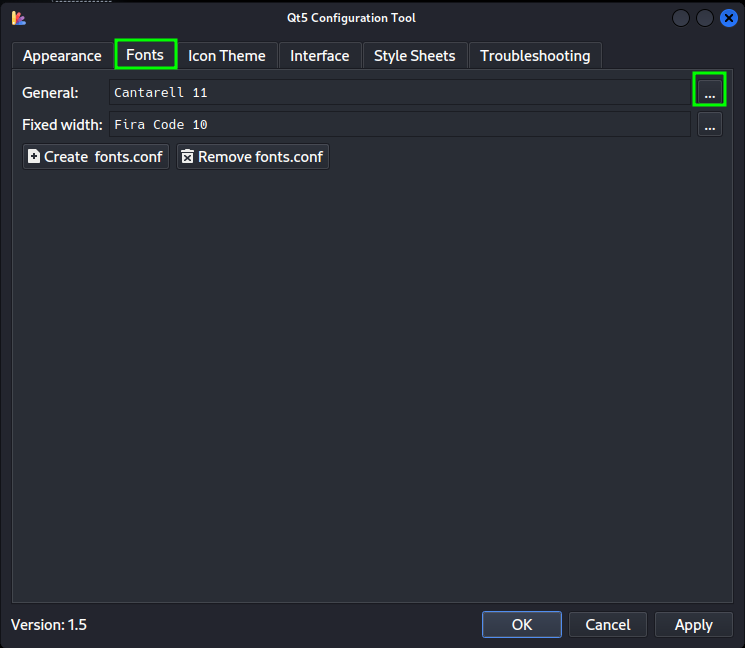 Qt5 Configuration Tool
Appearance Fonts Icon Theme Interface Style Sheets Troubleshooting
General: Cantarell 11 ...
Fixed width: Fira Code 10 ...
Create fonts.conf Remove fonts.conf
Version: 1.5 OK Cancel Apply